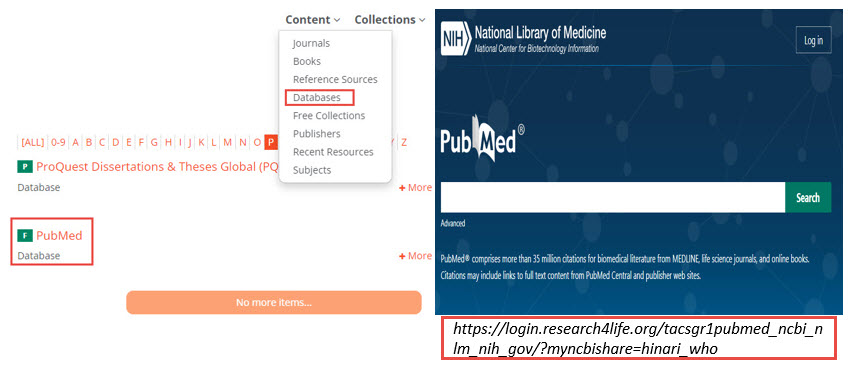 Content
Collections
Journals
Books
Reference Sources
Databases
Free Collections
Publishers
Recent Resources
Subjects
[ALL] 0-9 A B C D E F G H I J K L M N O P Y Z
P ProQuest Dissertations & Theses Global (PQ
Database
+ More
F PubMed
Database
+ More
No more items...
NIH National Library of Medicine
National Center for Biotechnology Information
Log in
PubMed®
Search
Advanced
PubMed® comprises more than 35 million citations for biomedical literature from MEDLINE, life science journals, and online books.
Citations may include links to full text content from PubMed Central and publisher web sites.
https://login.research4life.org/tacsgr1pubmed_ncbi_n
lm_nih_gov/?myncbishare=hinari_who